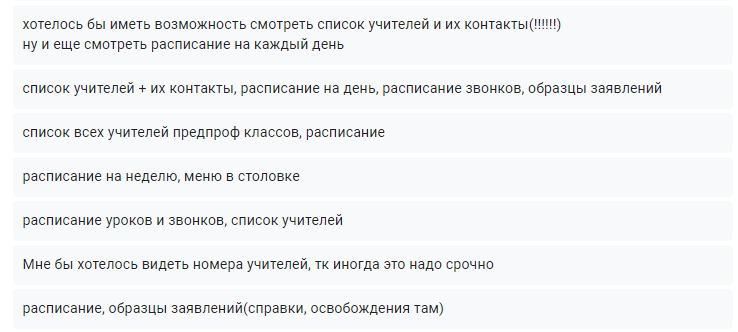 хотелось бы иметь возможность смотреть список учителей и их контакты(!!!!!!)
ну и еще смотреть расписание на каждый день
список учителей + их контакты, расписание на день, расписание звонков, образцы заявлений
список всех учителей предпроф классов, расписание
расписание на неделю, меню в столовке
расписание уроков и звонков, список учителей
Мне бы хотелось видеть номера учителей, тк иногда это надо срочно
расписание, образцы заявлений(справки, освобождения там)